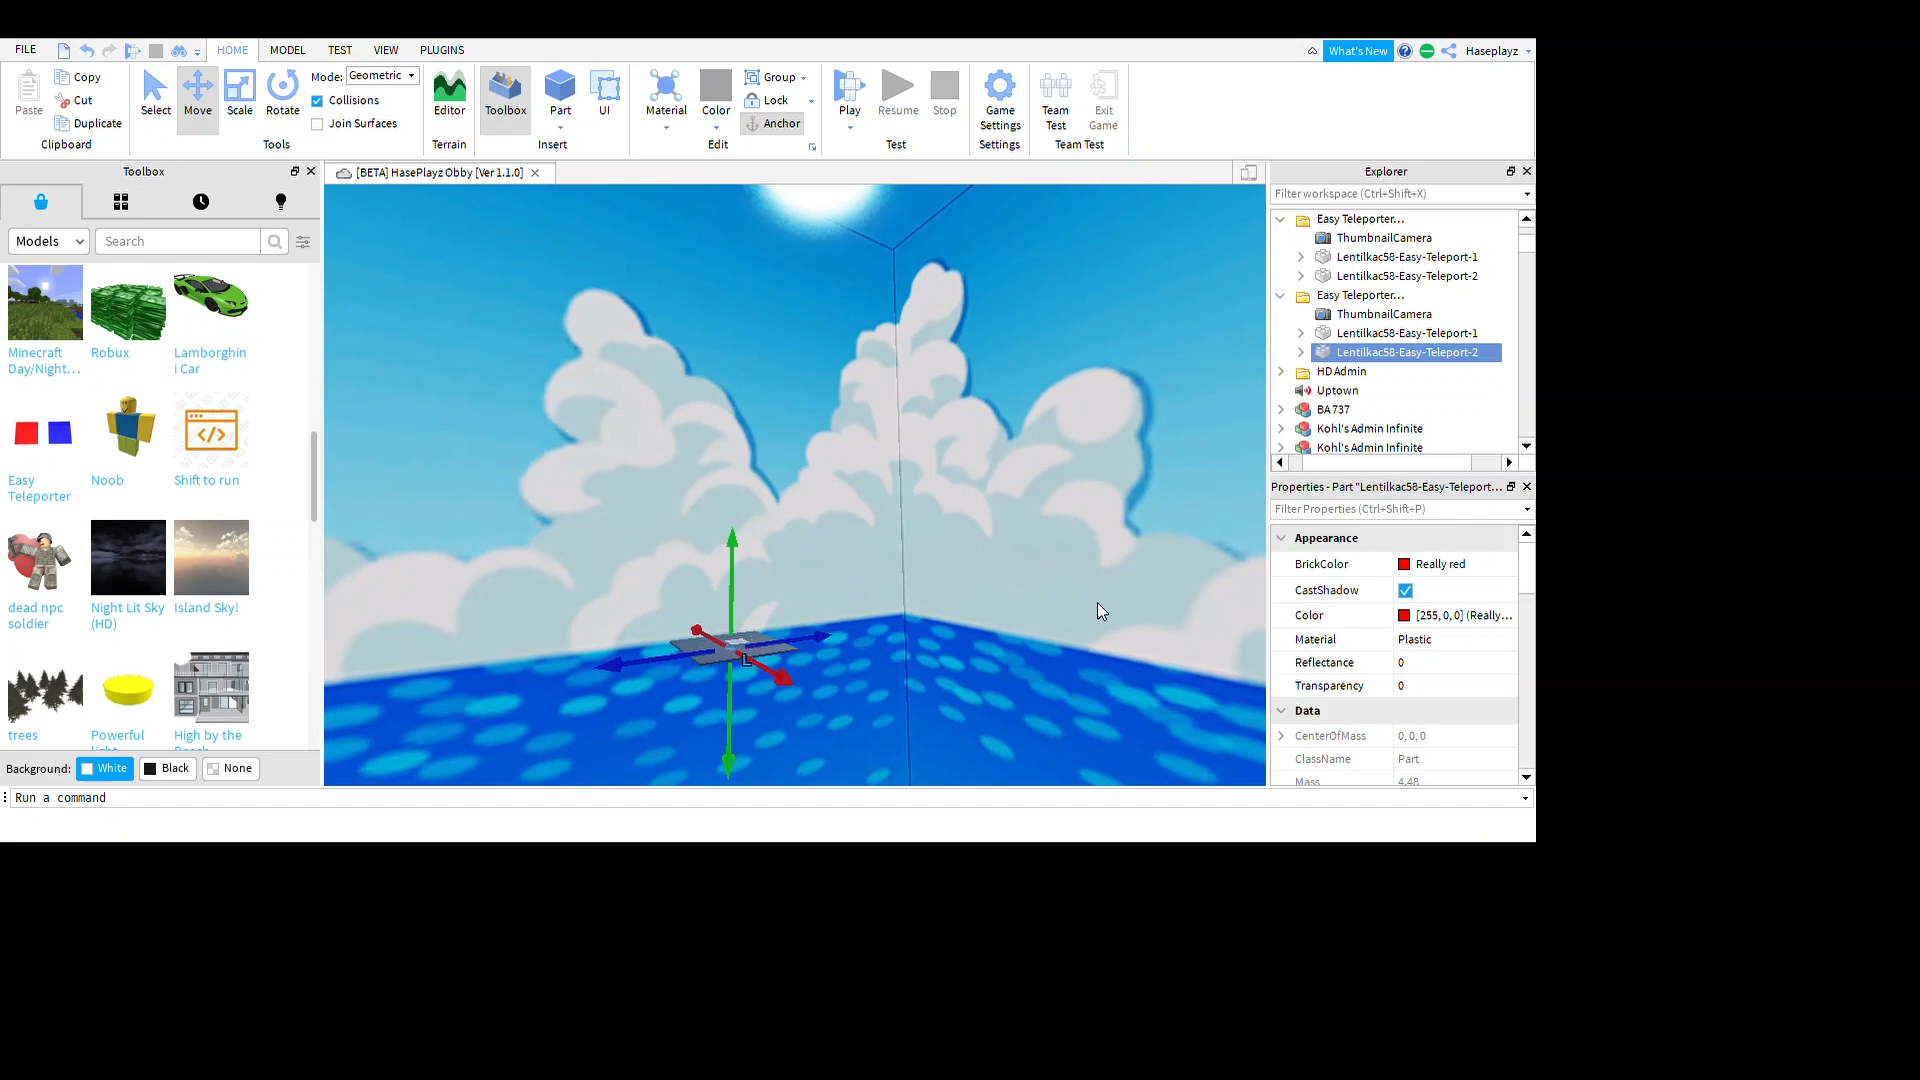 FILE HOME MODEL TEST VIEW PLUGINS What's New Haseplayz
Paste Copy Cut Duplicate Clipboard
Select Move Scale Rotate Mode: Geometric Collisions Join Surfaces Tools
Editor Terrain
Toolbox Part UI Insert
Material Color Group Lock Anchor Edit
Play Resume Stop Test
Game Settings Settings
Team Test Exit Game Team Test
Toolbox
Models Search
Minecraft Day/Night... Robux Lamborghini Car
Easy Teleporter Noob Shift to run
dead npc soldier Night Lit Sky (HD) Island Sky!
trees Powerful High by the
Background: White Black None
[BETA] HasePlayz Obby [Ver 1.1.0]
L
Explorer
Filter workspace (Ctrl+Shift+X)
Easy Teleporter...
ThumbnailCamera
Lentilkac58-Easy-Teleport-1
Lentilkac58-Easy-Teleport-2
Easy Teleporter...
ThumbnailCamera
Lentilkac58-Easy-Teleport-1
Lentilkac58-Easy-Teleport-2
HD Admin
Uptown
BA 737
Kohl's Admin Infinite
Kohl's Admin Infinite
Properties - Part "Lentilkac58-Easy-Teleport...
Filter Properties (Ctrl+Shift+P)
Appearance
BrickColor Really red
CastShadow
Color [255, 0, 0] (Really...
Material Plastic
Reflectance 0
Transparency 0
Data
CenterOfMass 0, 0, 0
ClassName Part
Mass 4.48
Run a command